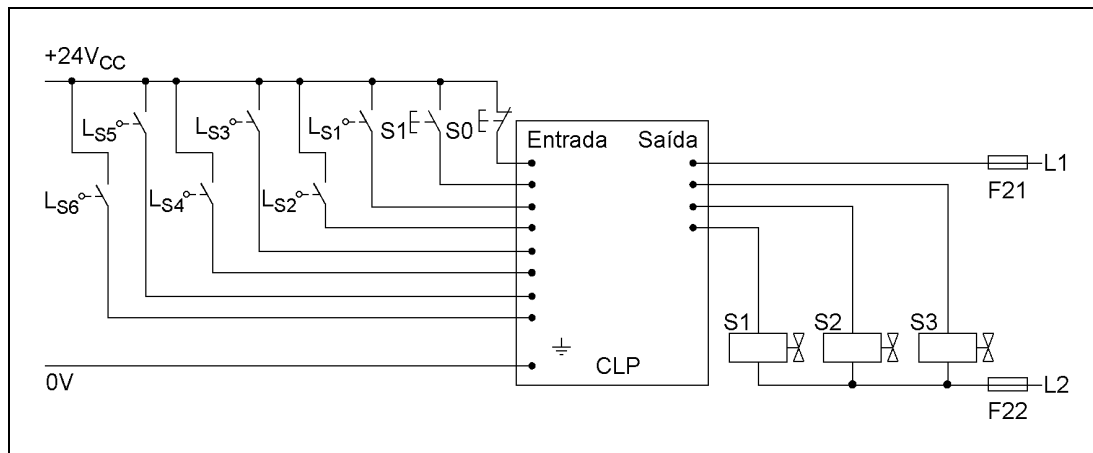 +24VCC
LS5
LS3
LS1
S1
S0
LS6
LS4
LS2
Entrada
Saída
L1
F21
S1
S2
S3
CLP
0V
L2
F22